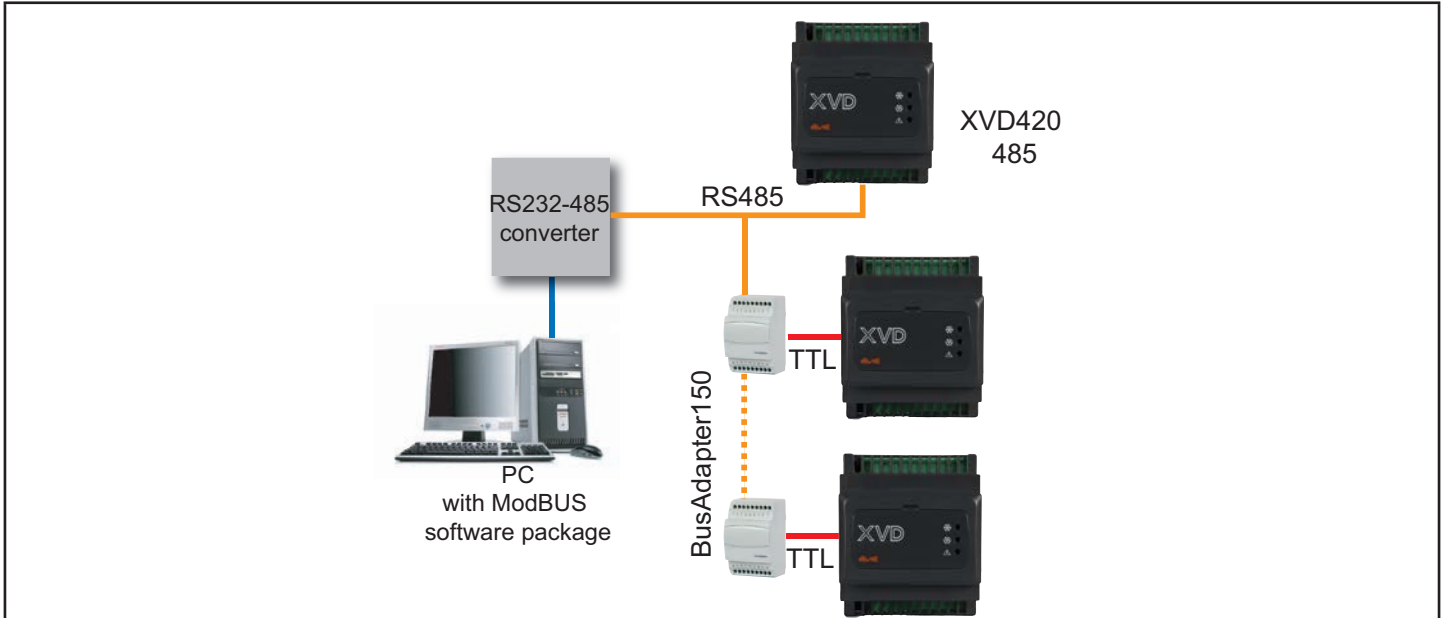 XVD
XVD420
485
RS232-485
converter
RS485
XVD
TTL
BusAdapter150
PC
with ModBUS
software package
XVD
TTL